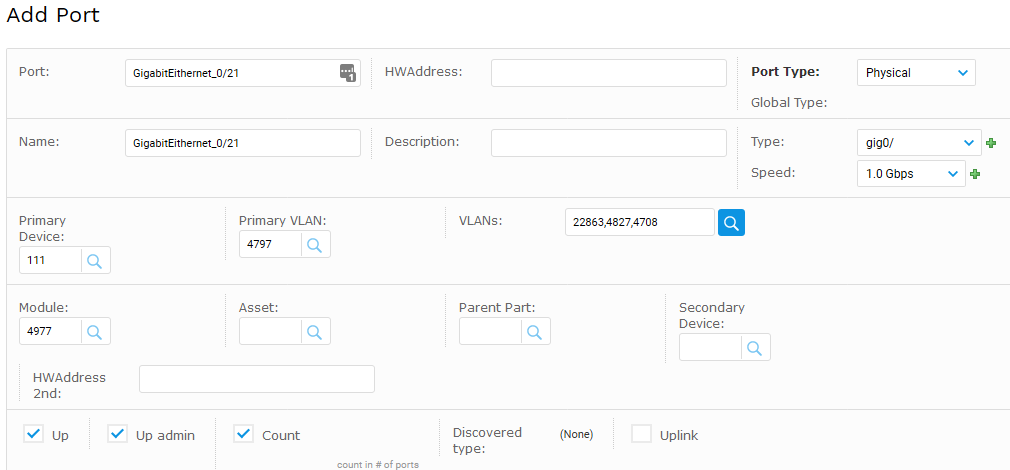 Add Port
Port: GigabitEithernet_0/21 1 HWAddress: Port Type: Physical
Global Type:
Name: GigabitEithernet_0/21 Description: Type: gig0/
Speed: 1.0 Gbps
Primary Device: 111 Primary VLAN: 4797 VLANs: 22863,4827,4708
Module: 4977 Asset: Parent Part: Secondary Device:
HWAddress 2nd:
Up Up admin Count Discovered type: (None) Uplink
count in # of ports